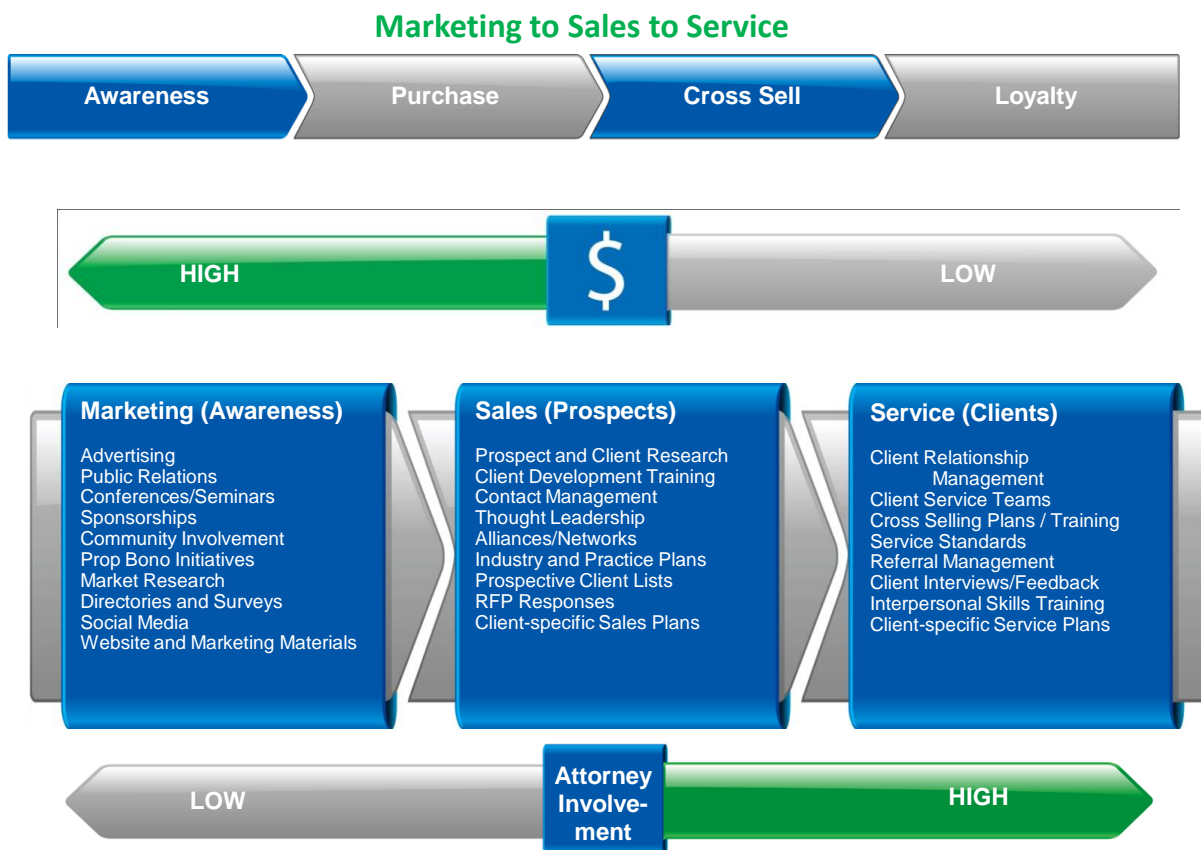 Marketing to Sales to Service
Awareness
Purchase
Cross Sell
Loyalty
HIGH
$
LOW
Marketing (Awareness)
Advertising
Public Relations
Conferences/Seminars
Sponsorships
Community Involvement
Prop Bono Initiatives
Market Research
Directories and Surveys
Social Media
Website and Marketing Materials
Sales (Prospects)
Prospect and Client Research
Client Development Training
Contact Management
Thought Leadership
Alliances/Networks
Industry and Practice Plans
Prospective Client Lists
RFP Responses
Client-specific Sales Plans
Service (Clients)
Client Relationship
Management
Client Service Teams
Cross Selling Plans / Training
Service Standards
Referral Management
Client Interviews/Feedback
Interpersonal Skills Training
Client-specific Service Plans
LOW
Attorney
Involve-
ment
HIGH